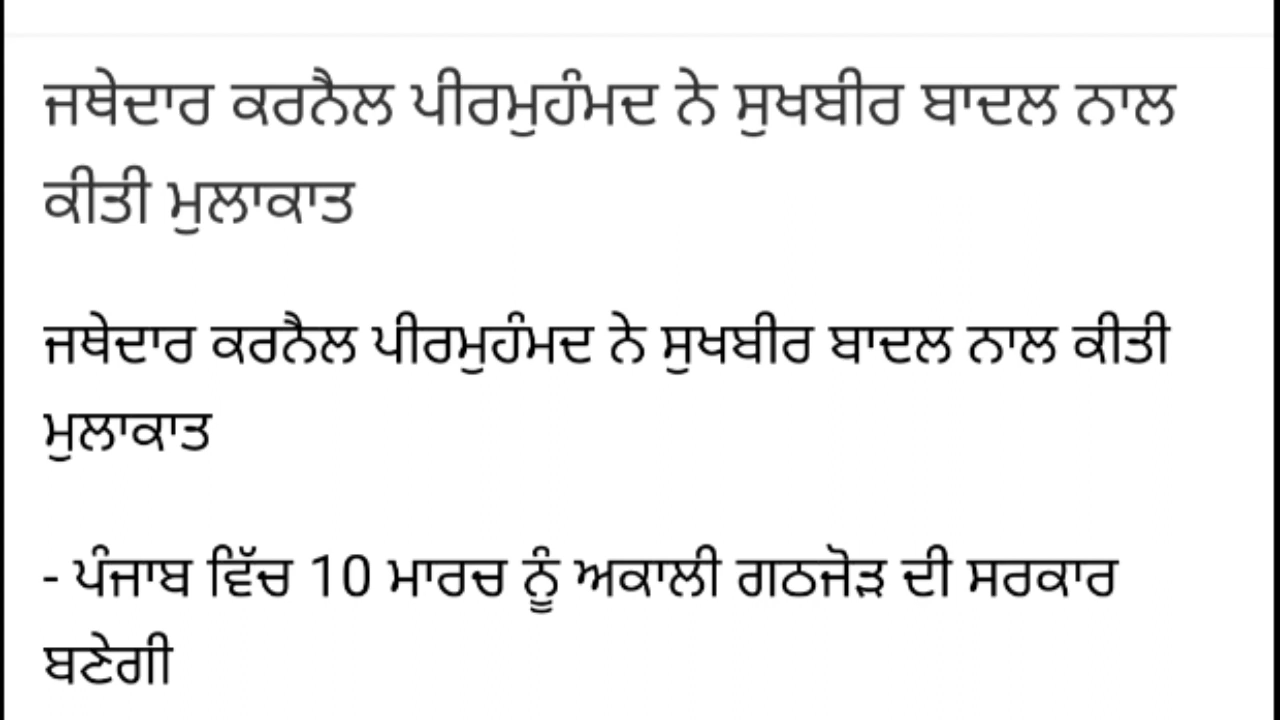 ਜਥੇਦਾਰ ਕਰਨੈਲ ਪੀਰਮੁਹੰਮਦ ਨੇ ਸੁਖਬੀਰ ਬਾਦਲ ਨਾਲ
ਕੀਤੀ ਮੁਲਾਕਾਤ
ਜਥੇਦਾਰ ਕਰਨੈਲ ਪੀਰਮੁਹੰਮਦ ਨੇ ਸੁਖਬੀਰ ਬਾਦਲ ਨਾਲ ਕੀਤੀ
ਮੁਲਾਕਾਤ
- ਪੰਜਾਬ ਵਿੱਚ 10 ਮਾਰਚ ਨੂੰ ਅਕਾਲੀ ਗਠਜੋੜ ਦੀ ਸਰਕਾਰ
ਬਣੇਗੀ